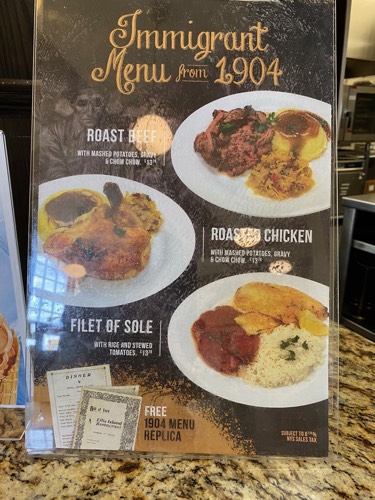 Immigrant
Menu from 1904
ROAST BEEF
WITH MASHED POTATOES, GRAVY
& CHOW CHOW.
ROASTED CHICKEN
WITH MASHED POTATOES, GRAVY
& CHOW CHOW.
FILET OF SOLE
WITH RICE AND STEWED
TOMATOES.
DINNER
FREE
1904 MENU
REPLICA
SUBJECT TO
NYS SALES TAX